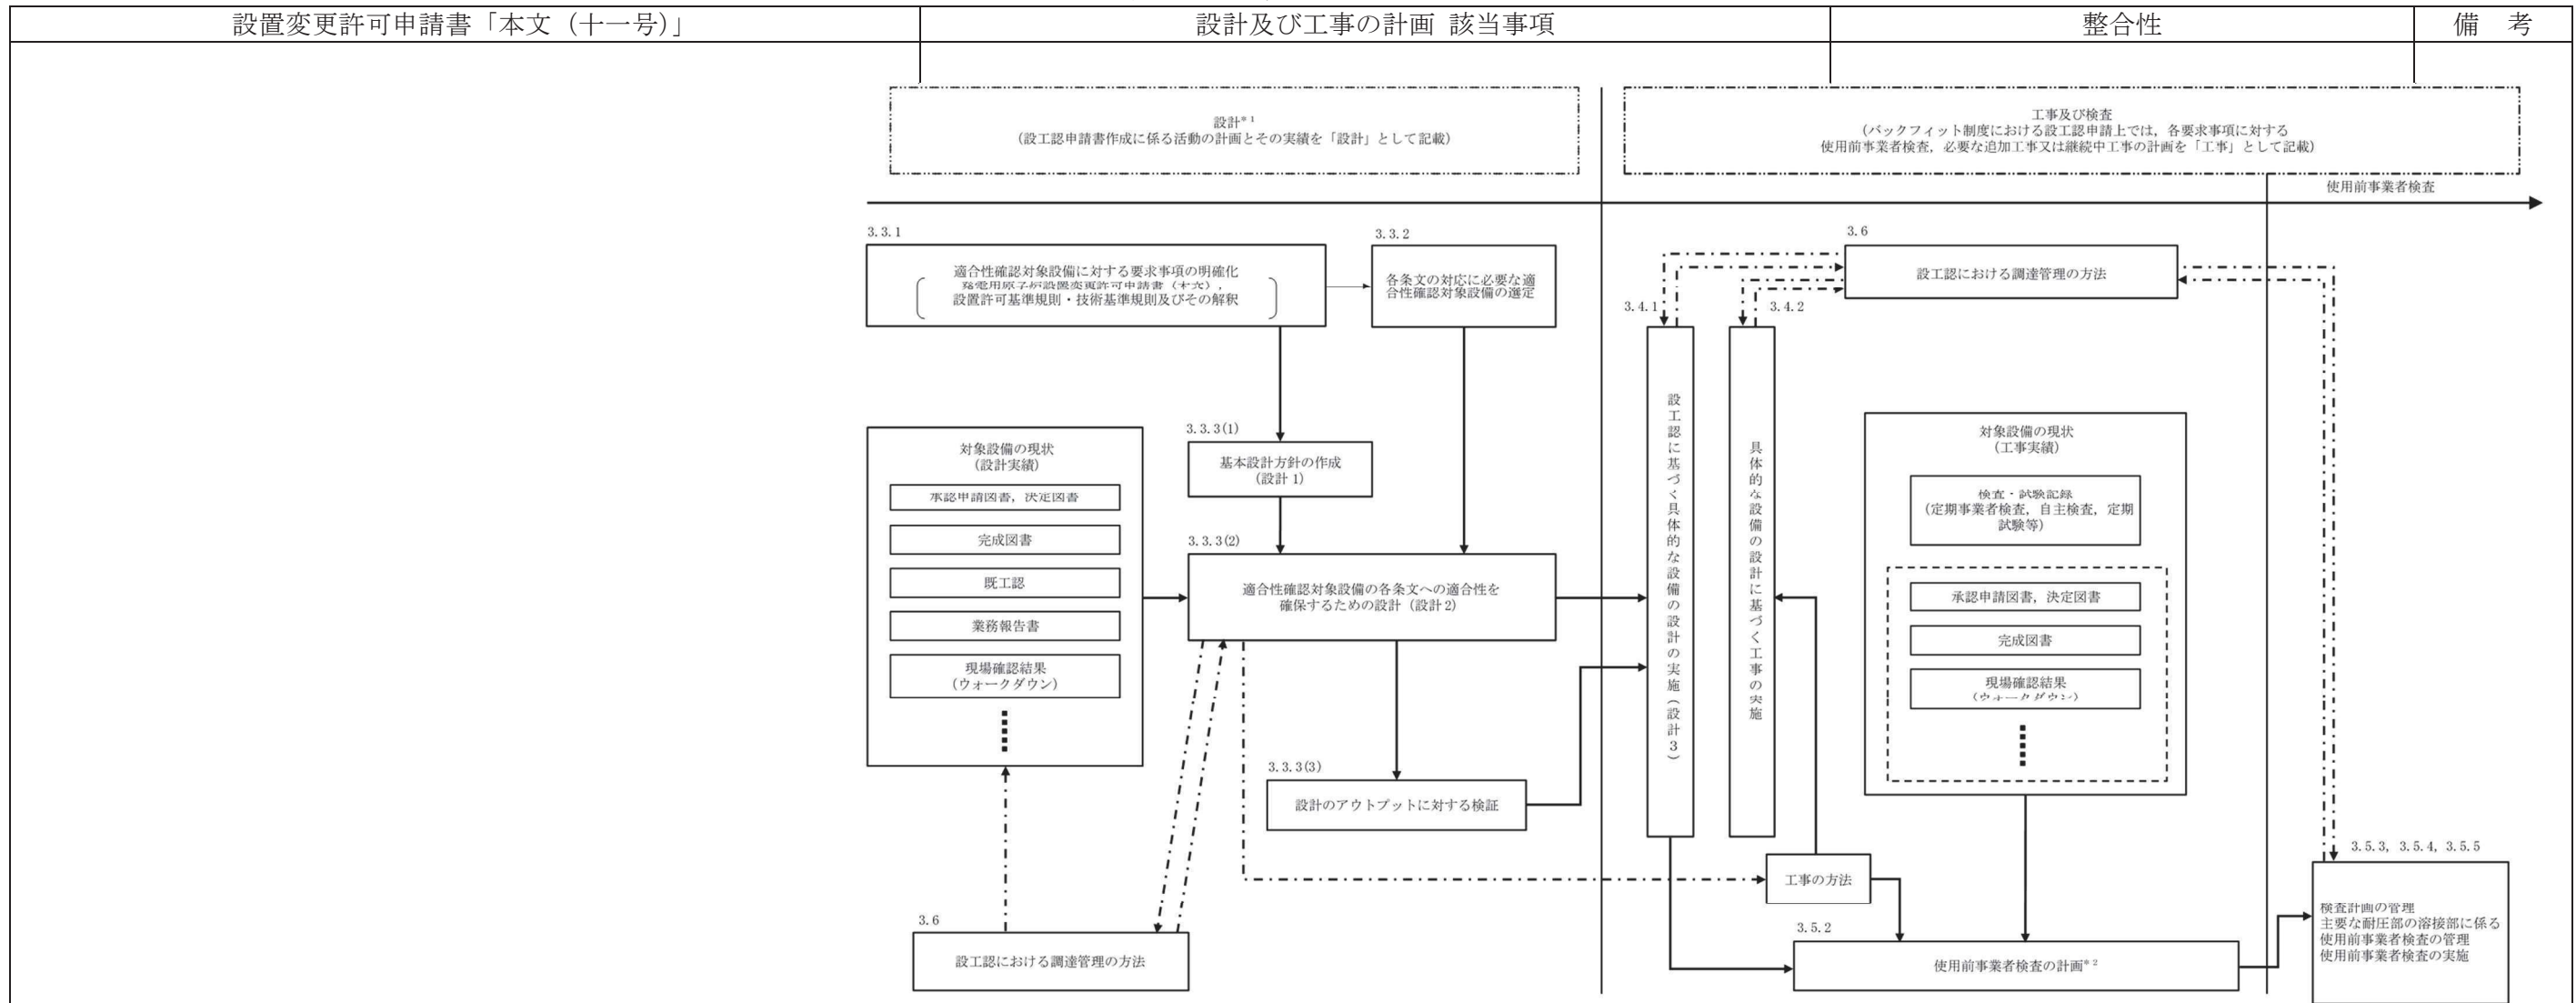 設置変更許可申請書「本文（十一号）」
設計及び工事の計画 該当事項
整合性
備　考
設計＊1
（設工認申請書作成に係る活動の計画とその実績を「設計」として記載）
工事及び検査
（バックフィット制度における設工認申請上では，各要求事項に対する
使用前事業者検査，必要な追加工事又は継続中工事の計画を「工事」として記載）
使用前事業者検査
3.3.1
適合性確認対象設備に対する要求事項の明確化
発電用原子炉設置変更許可申請書（本文），
設置許可基準規則・技術基準規則及びその解釈
3.3.2
各条文の対応に必要な適
合性確認対象設備の選定
3.6
設工認における調達管理の方法
3.4.1
3.4.2
設工認に基づく具体的な設備の設計の実施（設計3）
具体的な設備の設計に基づく工事の実施
対象設備の現状
（設計実績）
承認申請図書，決定図書
完成図書
既工認
業務報告書
現場確認結果
（ウォークダウン）
3.3.3(1)
基本設計方針の作成
（設計1）
3.3.3(2)
適合性確認対象設備の各条文への適合性を
確保するための設計（設計2）
3.3.3(3)
設計のアウトプットに対する検証
対象設備の現状
（工事実績）
検査・試験記録
（定期事業者検査，自主検査，定期
試験等）
承認申請図書，決定図書
完成図書
現場確認結果
（ウォークダウン）
工事の方法
3.6
設工認における調達管理の方法
3.5.2
使用前事業者検査の計画＊2
3.5.3, 3.5.4, 3.5.5
検査計画の管理
主要な耐圧部の溶接部に係る
使用前事業者検査の管理
使用前事業者検査の実施